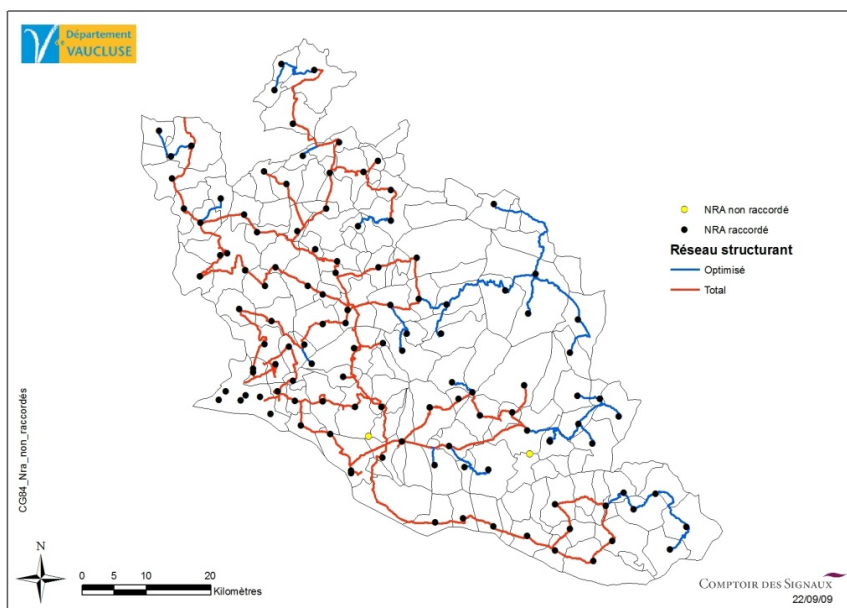 Département
de
VAUCLUSE
NRA non raccordé
NRA raccordé
Réseau structurant
Optimisé
Total
CG84_Nra_non_raccordés
N
0 5 10 20
Kilomètres
COMPTOIR DES SIGNAUX
22/09/09